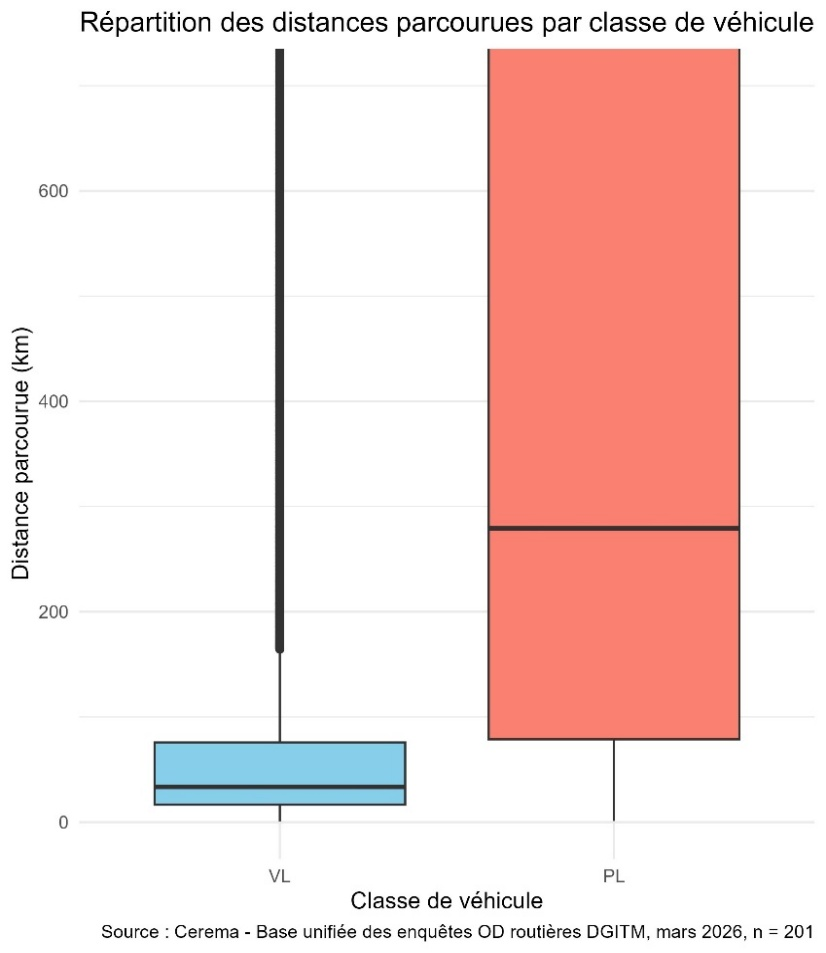 Répartition des distances parcourues par classe de véhicule
600
400
200
0
Distance parcourue (km)
VL
PL
Classe de véhicule
Source : Cerema - Base unifiée des enquêtes OD routières DGITM, mars 2026, n = 201